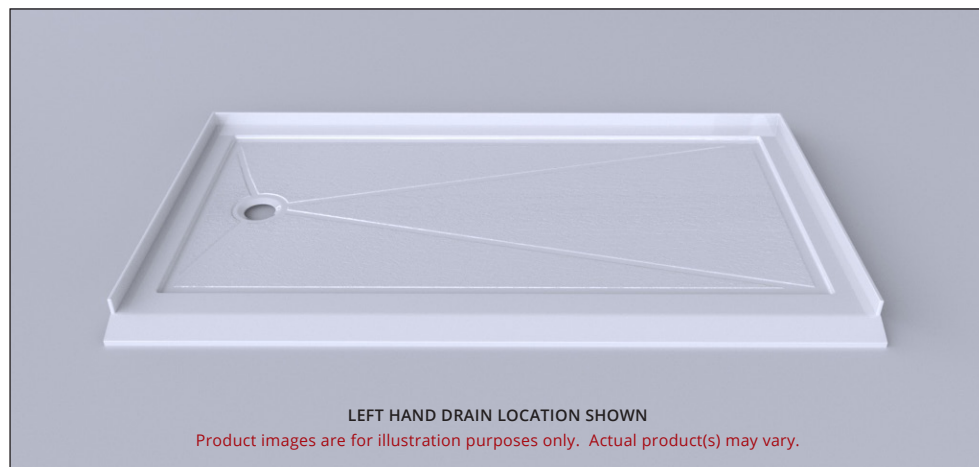 LEFT HAND DRAIN LOCATION SHOWN
Product images are for illustration purposes only.  Actual product(s) may vary.